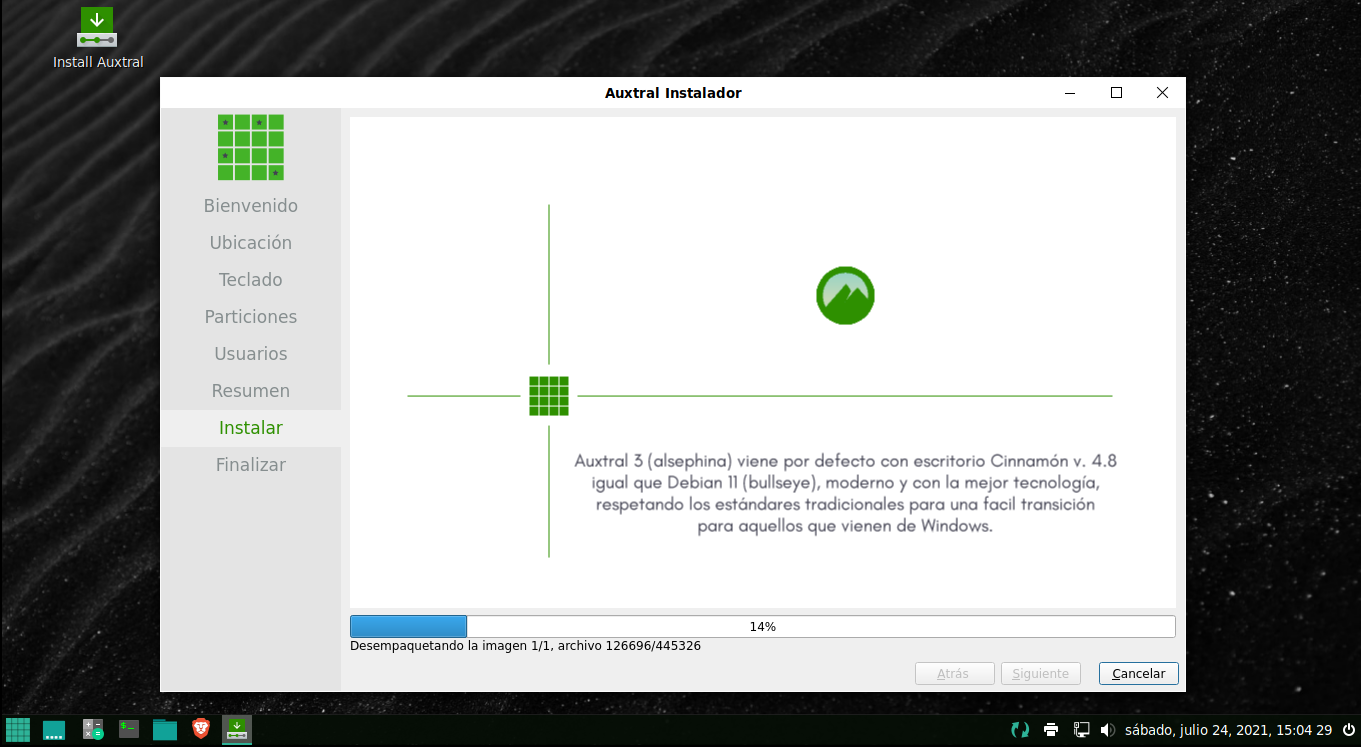 Install Auxtral
Auxtral Instalador
Bienvenido
Ubicación
Teclado
Particiones
Usuarios
Resumen
Instalar
Finalizar
Auxtral 3 (alsephina) viene por defecto con escritorio Cinnamón v. 4.8
igual que Debian 11 (bullseye), moderno y con la mejor tecnología,
respetando los estándares tradicionales para una facil transición
para aquellos que vienen de Windows.
14%
Desempaquetando la imagen 1/1, archivo 126696/445326
Atrás
Siguiente
Cancelar
sábado, julio 24, 2021, 15:04 29